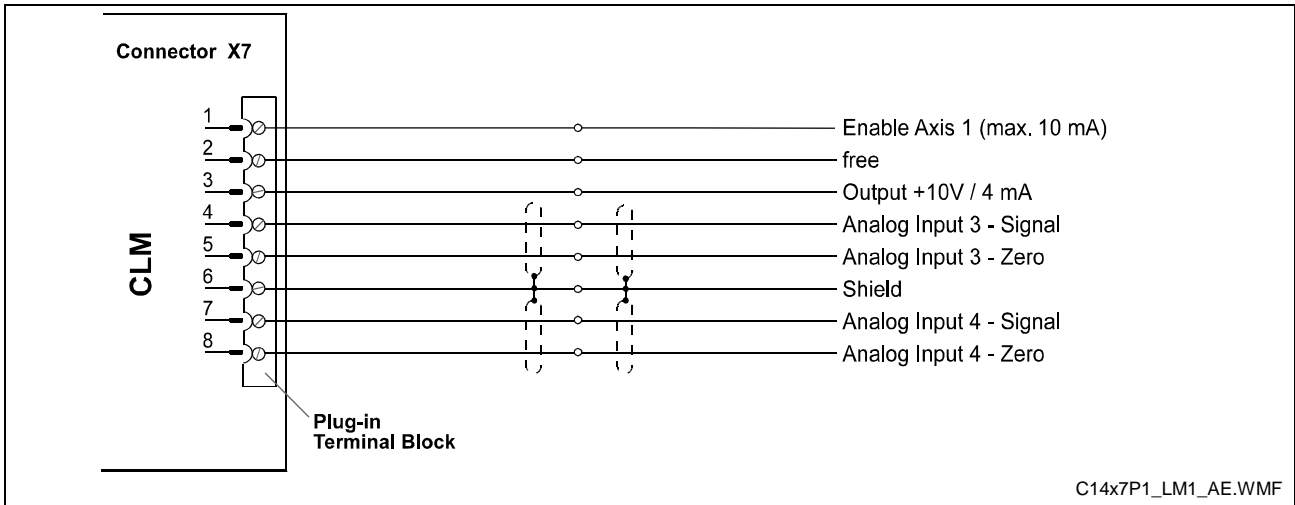 Connector X7
1 Enable Axis 1 (max. 10 mA)
2 free
3 Output +10V / 4 mA
4 Analog Input 3 - Signal
5 Analog Input 3 - Zero
6 Shield
7 Analog Input 4 - Signal
8 Analog Input 4 - Zero
CLM
Plug-in
Terminal Block
C14x7P1_LM1_AE.WMF